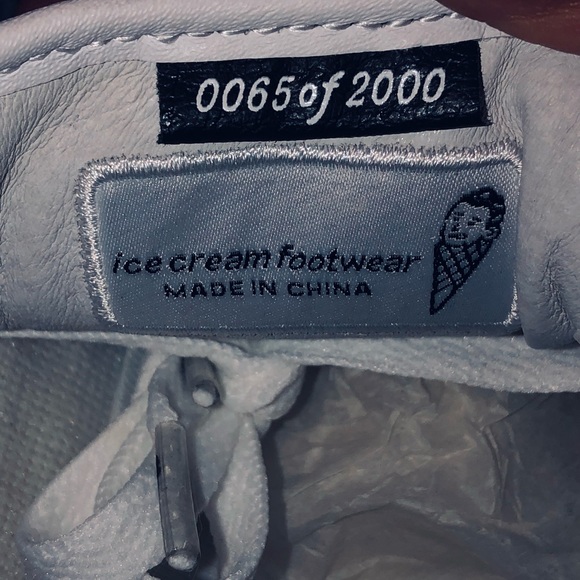 0065 of 2000
ice cream footwear
MADE IN CHINA